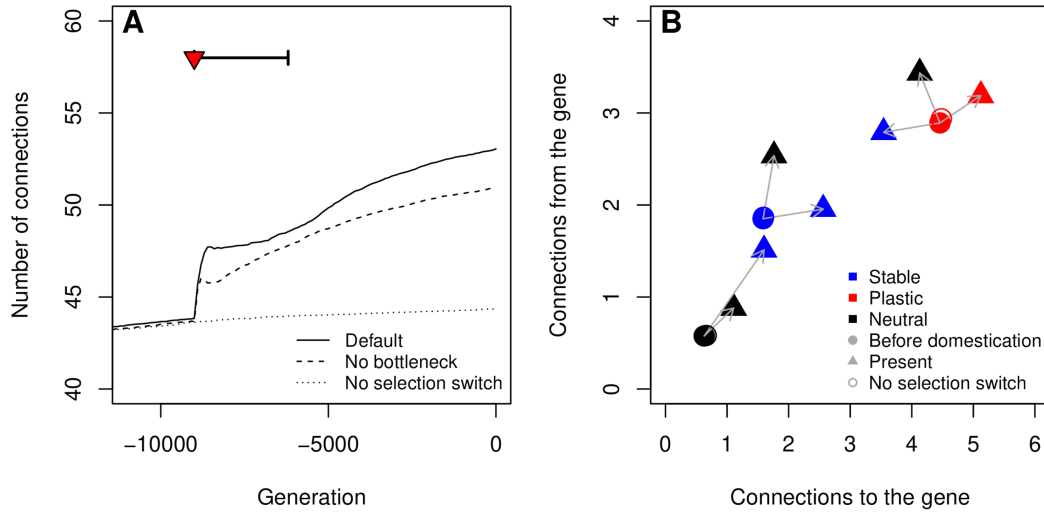 A
Number of connections
60
55
50
45
40
Default
No bottleneck
No selection switch
−10000
−5000
0
Generation
B
Connections from the gene
4
3
2
1
0
Stable
Plastic
Neutral
Before domestication
Present
No selection switch
0 1 2 3 4 5 6
Connections to the gene